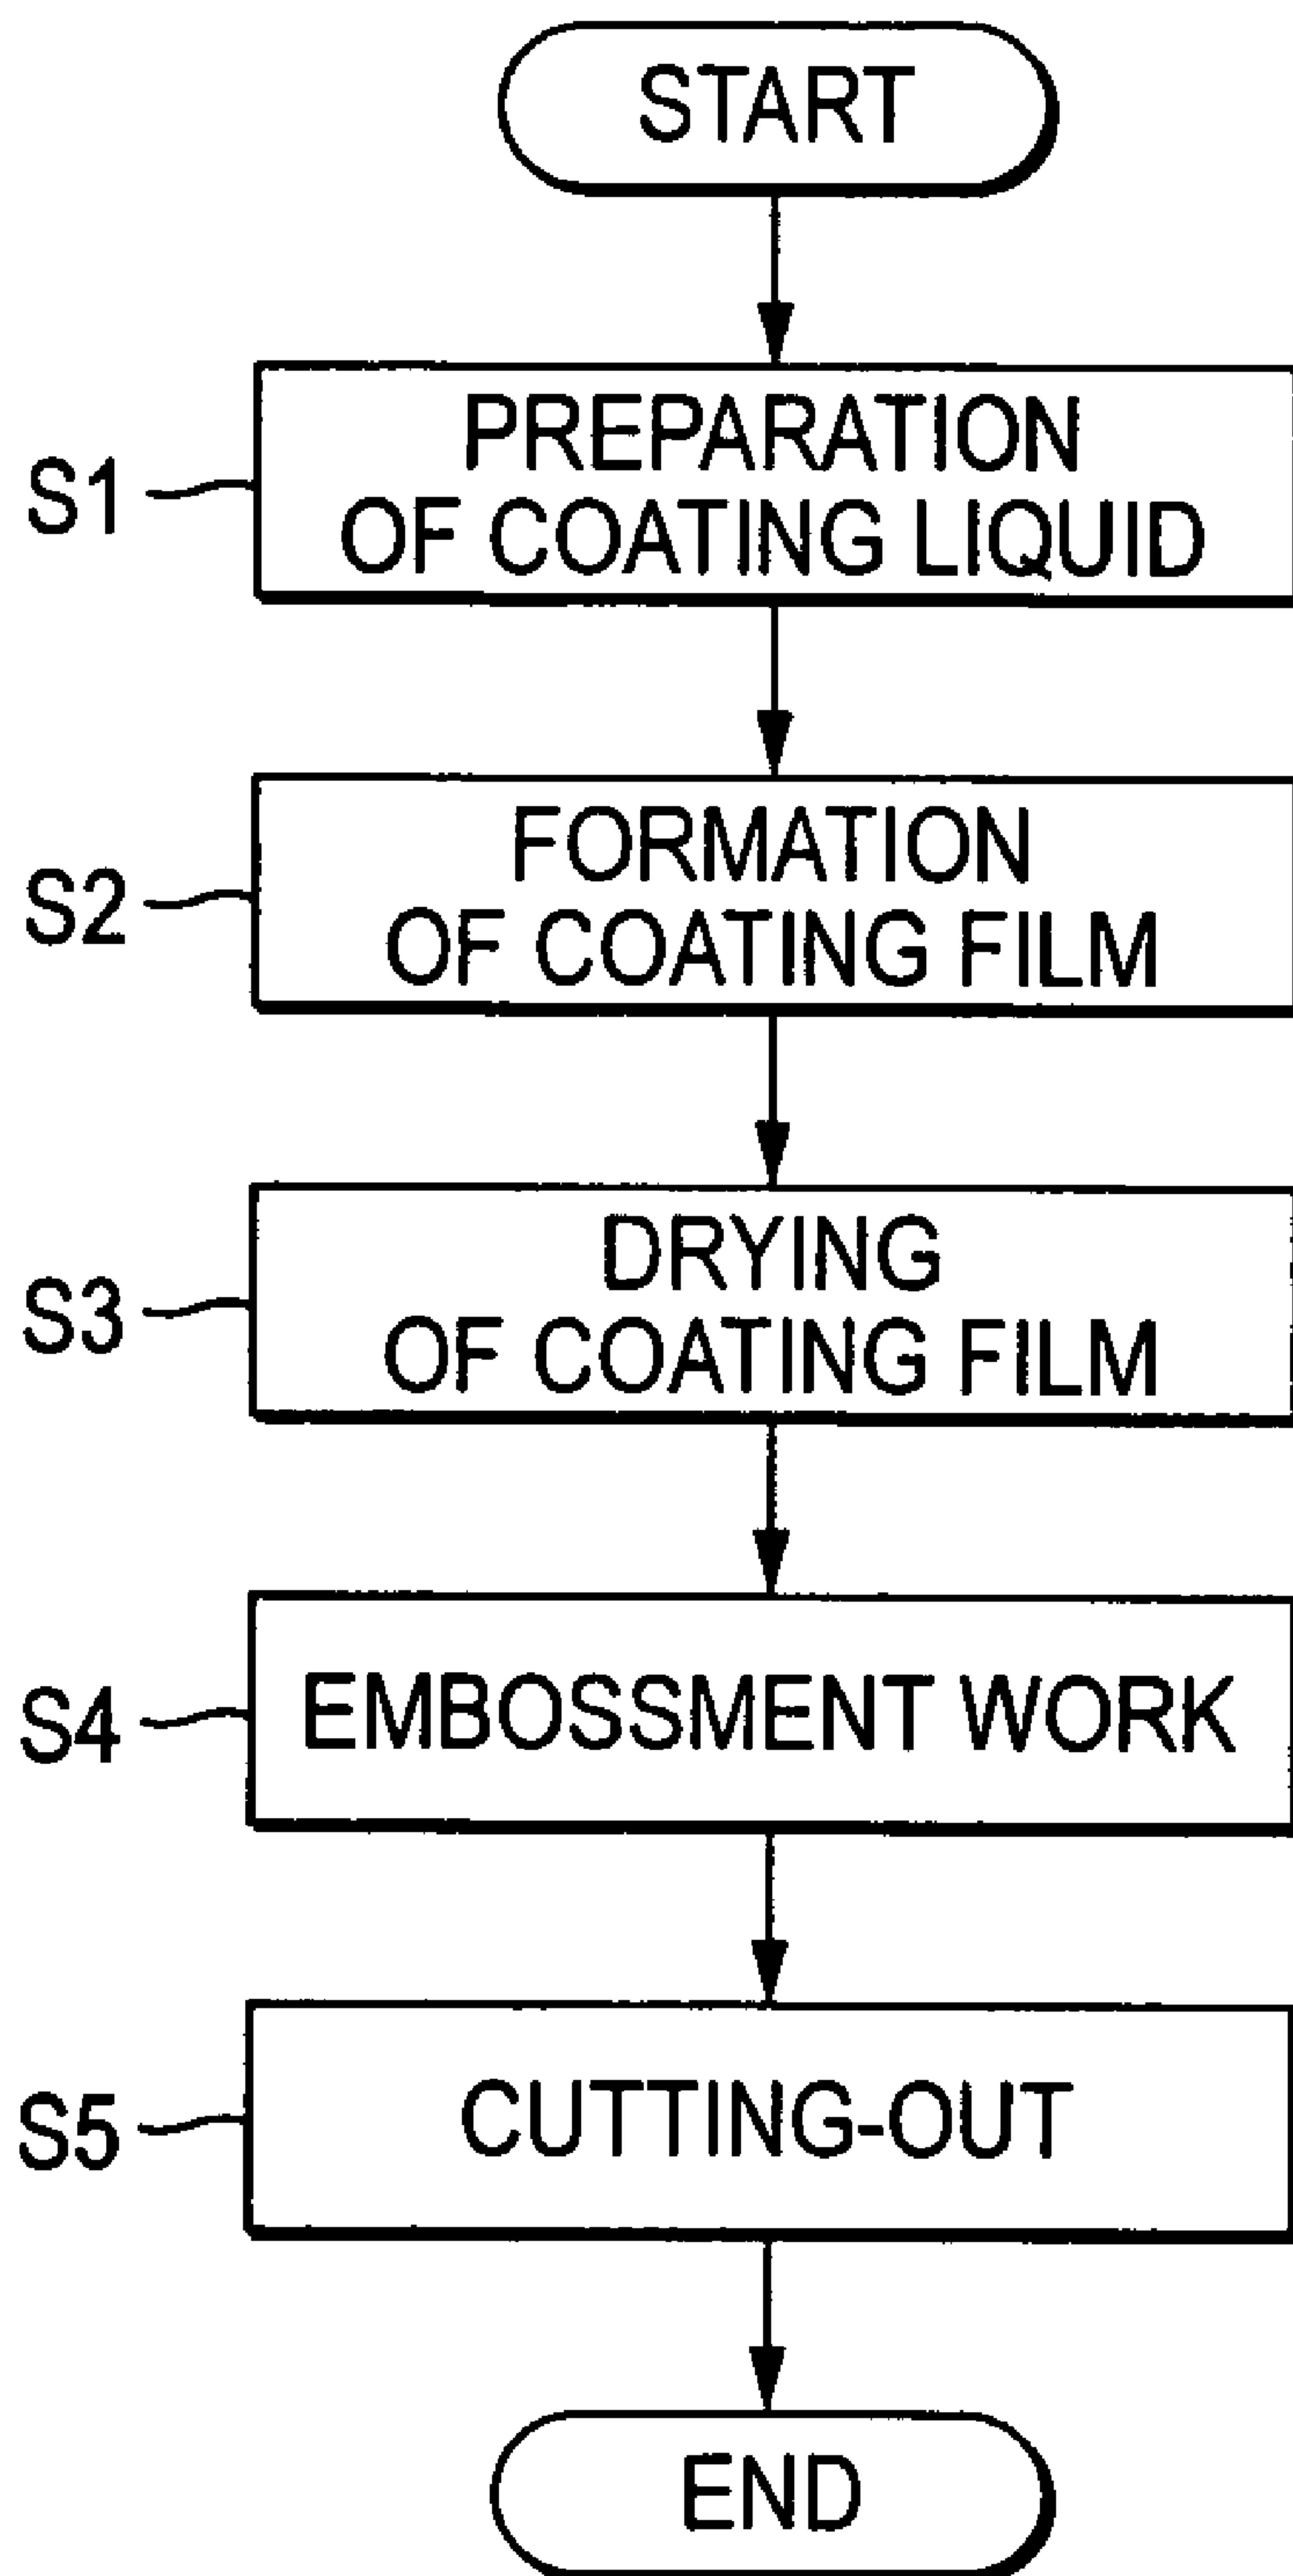 START
S1
PREPARATION
OF COATING LIQUID
S2
FORMATION
OF COATING FILM
S3
DRYING
OF COATING FILM
S4
EMBOSSMENT WORK
S5
CUTTING-OUT
END